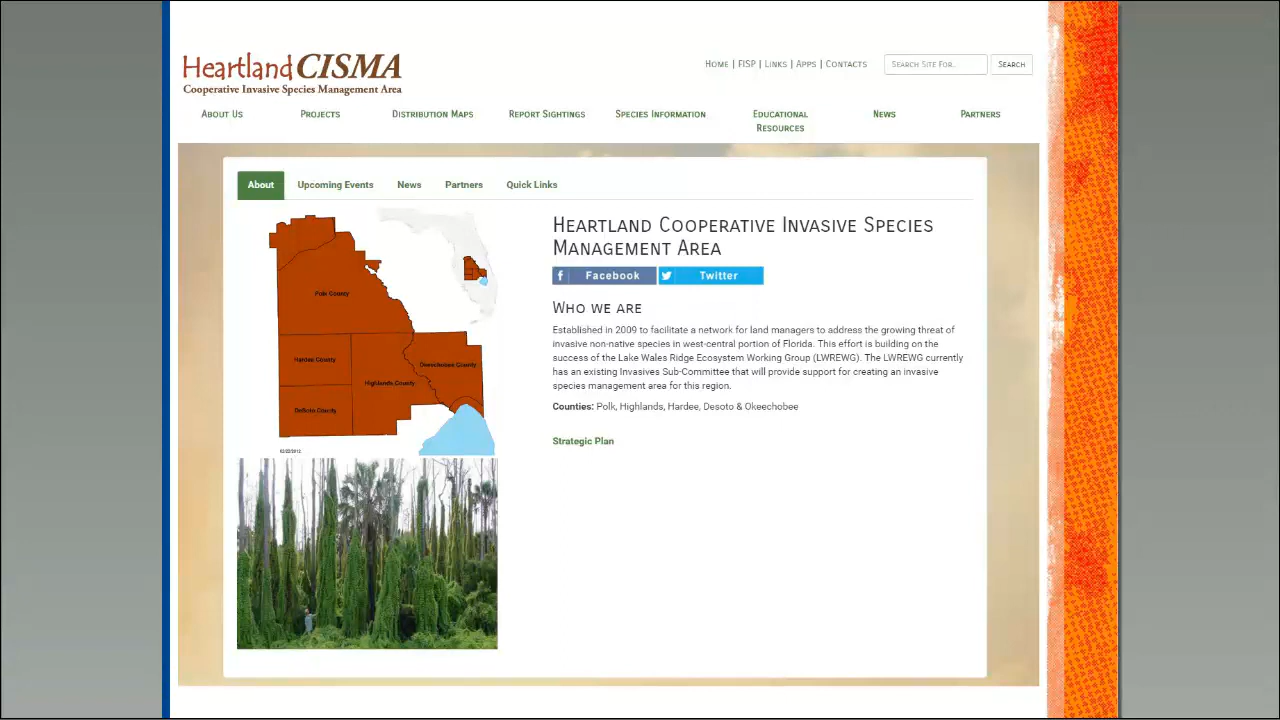 Heartland CISMA
Cooperative Invasive Species Management Area
HOME | FISP | LINKS | APPS | CONTACTS
SEARCH SITE FOR..
SEARCH
ABOUT US
PROJECTS
DISTRIBUTION MAPS
REPORT SIGHTINGS
SPECIES INFORMATION
EDUCATIONAL
RESOURCES
NEWS
PARTNERS
About
Upcoming Events
News
Partners
Quick Links
Polk County
Hardee County
Okeechobee County
Highlands County
DeSoto County
02/22/2012
HEARTLAND COOPERATIVE INVASIVE SPECIES
MANAGEMENT AREA
Facebook
Twitter
WHO WE ARE
Established in 2009 to facilitate a network for land managers to address the growing threat of
invasive non-native species in west-central portion of Florida. This effort is building on the
success of the Lake Wales Ridge Ecosystem Working Group (LWREWG). The LWREWG currently
has an existing Invasives Sub-Committee that will provide support for creating an invasive
species management area for this region.
Counties: Polk, Highlands, Hardee, Desoto & Okeechobee
Strategic Plan